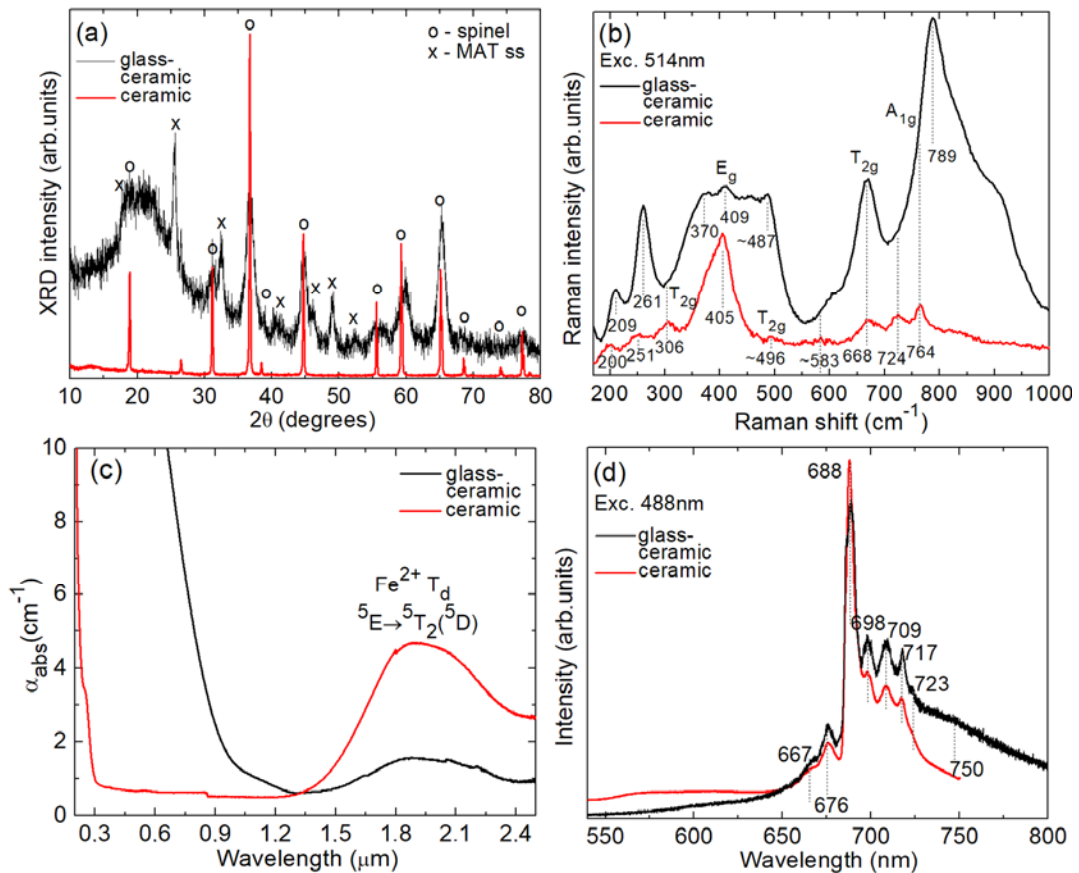 (a)
o - spinel
x - MAT ss
glass-
ceramic
ceramic
o
x
o
x
o
x
o
x
o
x
o
x
x
x
o
o
o
o
o
o
XRD intensity (arb.units)
10 20 30 40 50 60 70 80
2θ (degrees)
(b)
Exc. 514nm
glass-
ceramic
ceramic
A1g
789
T2g
Eg
370
409
~487
209
261
T2g
405
T2g
200
251
306
~496
~583
668
724
764
Raman intensity (arb.units)
200 300 400 500 600 700 800 900 1000
Raman shift (cm-1)
(c)
glass-
ceramic
ceramic
Fe2+ Td
5E→5T2(5D)
αabs(cm-1)
10
8
6
4
2
0
0.3 0.6 0.9 1.2 1.5 1.8 2.1 2.4
Wavelength (μm)
(d)
Exc. 488nm
glass-
ceramic
ceramic
688
698
709
717
723
667
676
750
Intensity (arb.units)
550 600 650 700 750 800
Wavelength (nm)